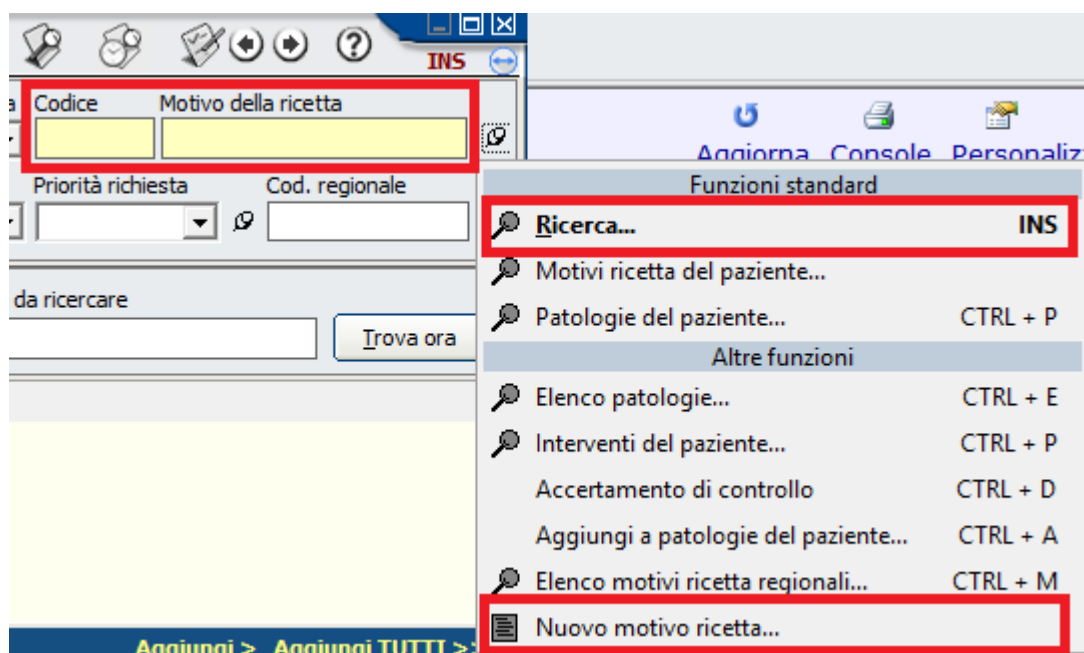 INS
a Codice Motivo della ricetta
Aggiorna Console Personaliz
Priorità richiesta Cod. regionale
Funzioni standard
Ricerca... INS
Motivi ricetta del paziente...
da ricercare
Trova ora
Patologie del paziente... CTRL + P
Altre funzioni
Elenco patologie... CTRL + E
Interventi del paziente... CTRL + P
Accertamento di controllo CTRL + D
Aggiungi a patologie del paziente... CTRL + A
Elenco motivi ricetta regionali... CTRL + M
Nuovo motivo ricetta...
Aggiungi > Aggiungi TUTTI >>